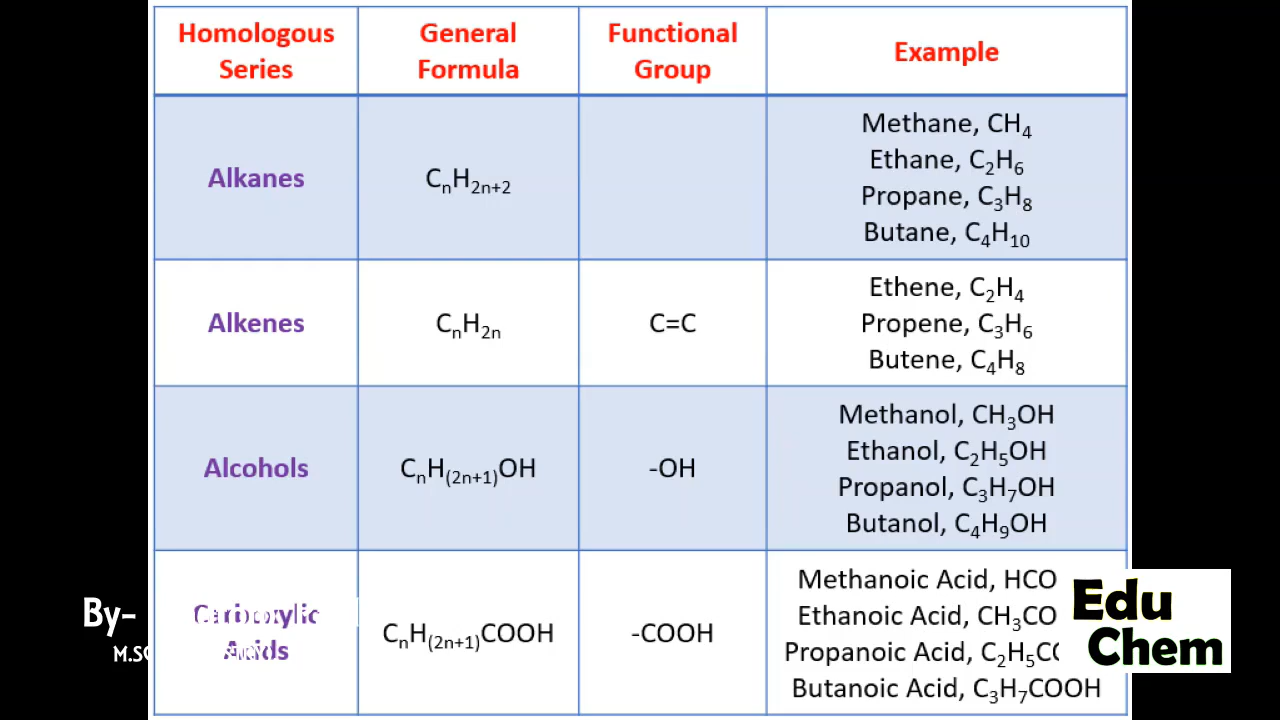 Homologous Series
General Formula
Functional Group
Example
Alkanes
CₙH₂ₙ₊₂
Methane, CH₄
Ethane, C₂H₆
Propane, C₃H₈
Butane, C₄H₁₀
Alkenes
CₙH₂ₙ
C=C
Ethene, C₂H₄
Propene, C₃H₆
Butene, C₄H₈
Alcohols
CₙH₍₂ₙ₊₁₎OH
-OH
Methanol, CH₃OH
Ethanol, C₂H₅OH
Propanol, C₃H₇OH
Butanol, C₄H₉OH
Carboxylic
Acids
CₙH₍₂ₙ₊₁₎COOH
-COOH
Methanoic Acid, HCO
Ethanoic Acid, CH₃CO
Propanoic Acid, C₂H₅CO
Butanoic Acid, C₃H₇COOH
By-
Edu
Chem